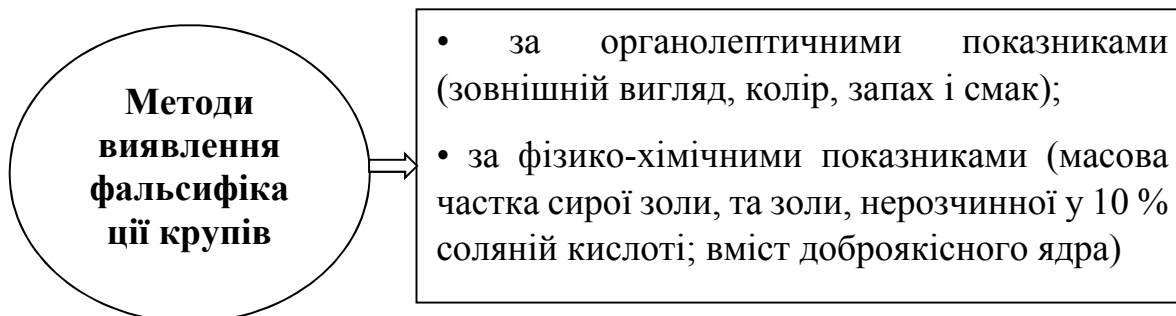 Методи
виявлення
фальсифіка
ції крупів
• за органолептичними показниками
(зовнішній вигляд, колір, запах і смак);
• за фізико-хімічними показниками (масова
частка сирої золи, та золи, нерозчинної у 10 %
соляній кислоті; вміст доброякісного ядра)